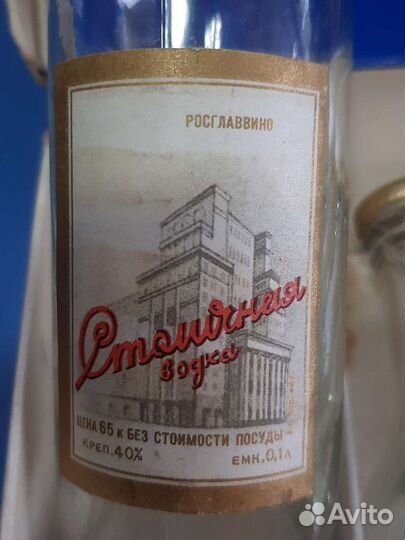 РОСГЛАВВИНО
Столичная
водка
ЦЕНА 65 к БЕЗ СТОИМОСТИ ПОСУДЫ
КРЕП. 40%
ЕМК. 0,1 л
Avito